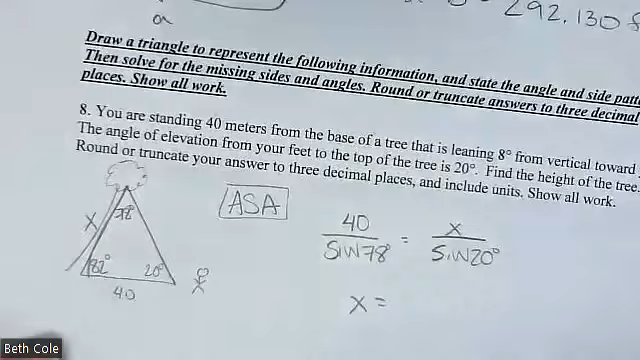 a
292.130
Draw a triangle to represent the following information, and state the angle and side
Then solve for the missing sides and angles. Round or truncate answers to three decimal
places. Show all work.
8. You are standing 40 meters from the base of a tree that is leaning 8° from vertical toward
The angle of elevation from your feet to the top of the tree is 20°. Find the height of the tree.
Round or truncate your answer to three decimal places, and include units. Show all work.
ASA
X
78°
82°
20°
40
40 / SIN78° = X / SIN20°
X =
Beth Cole